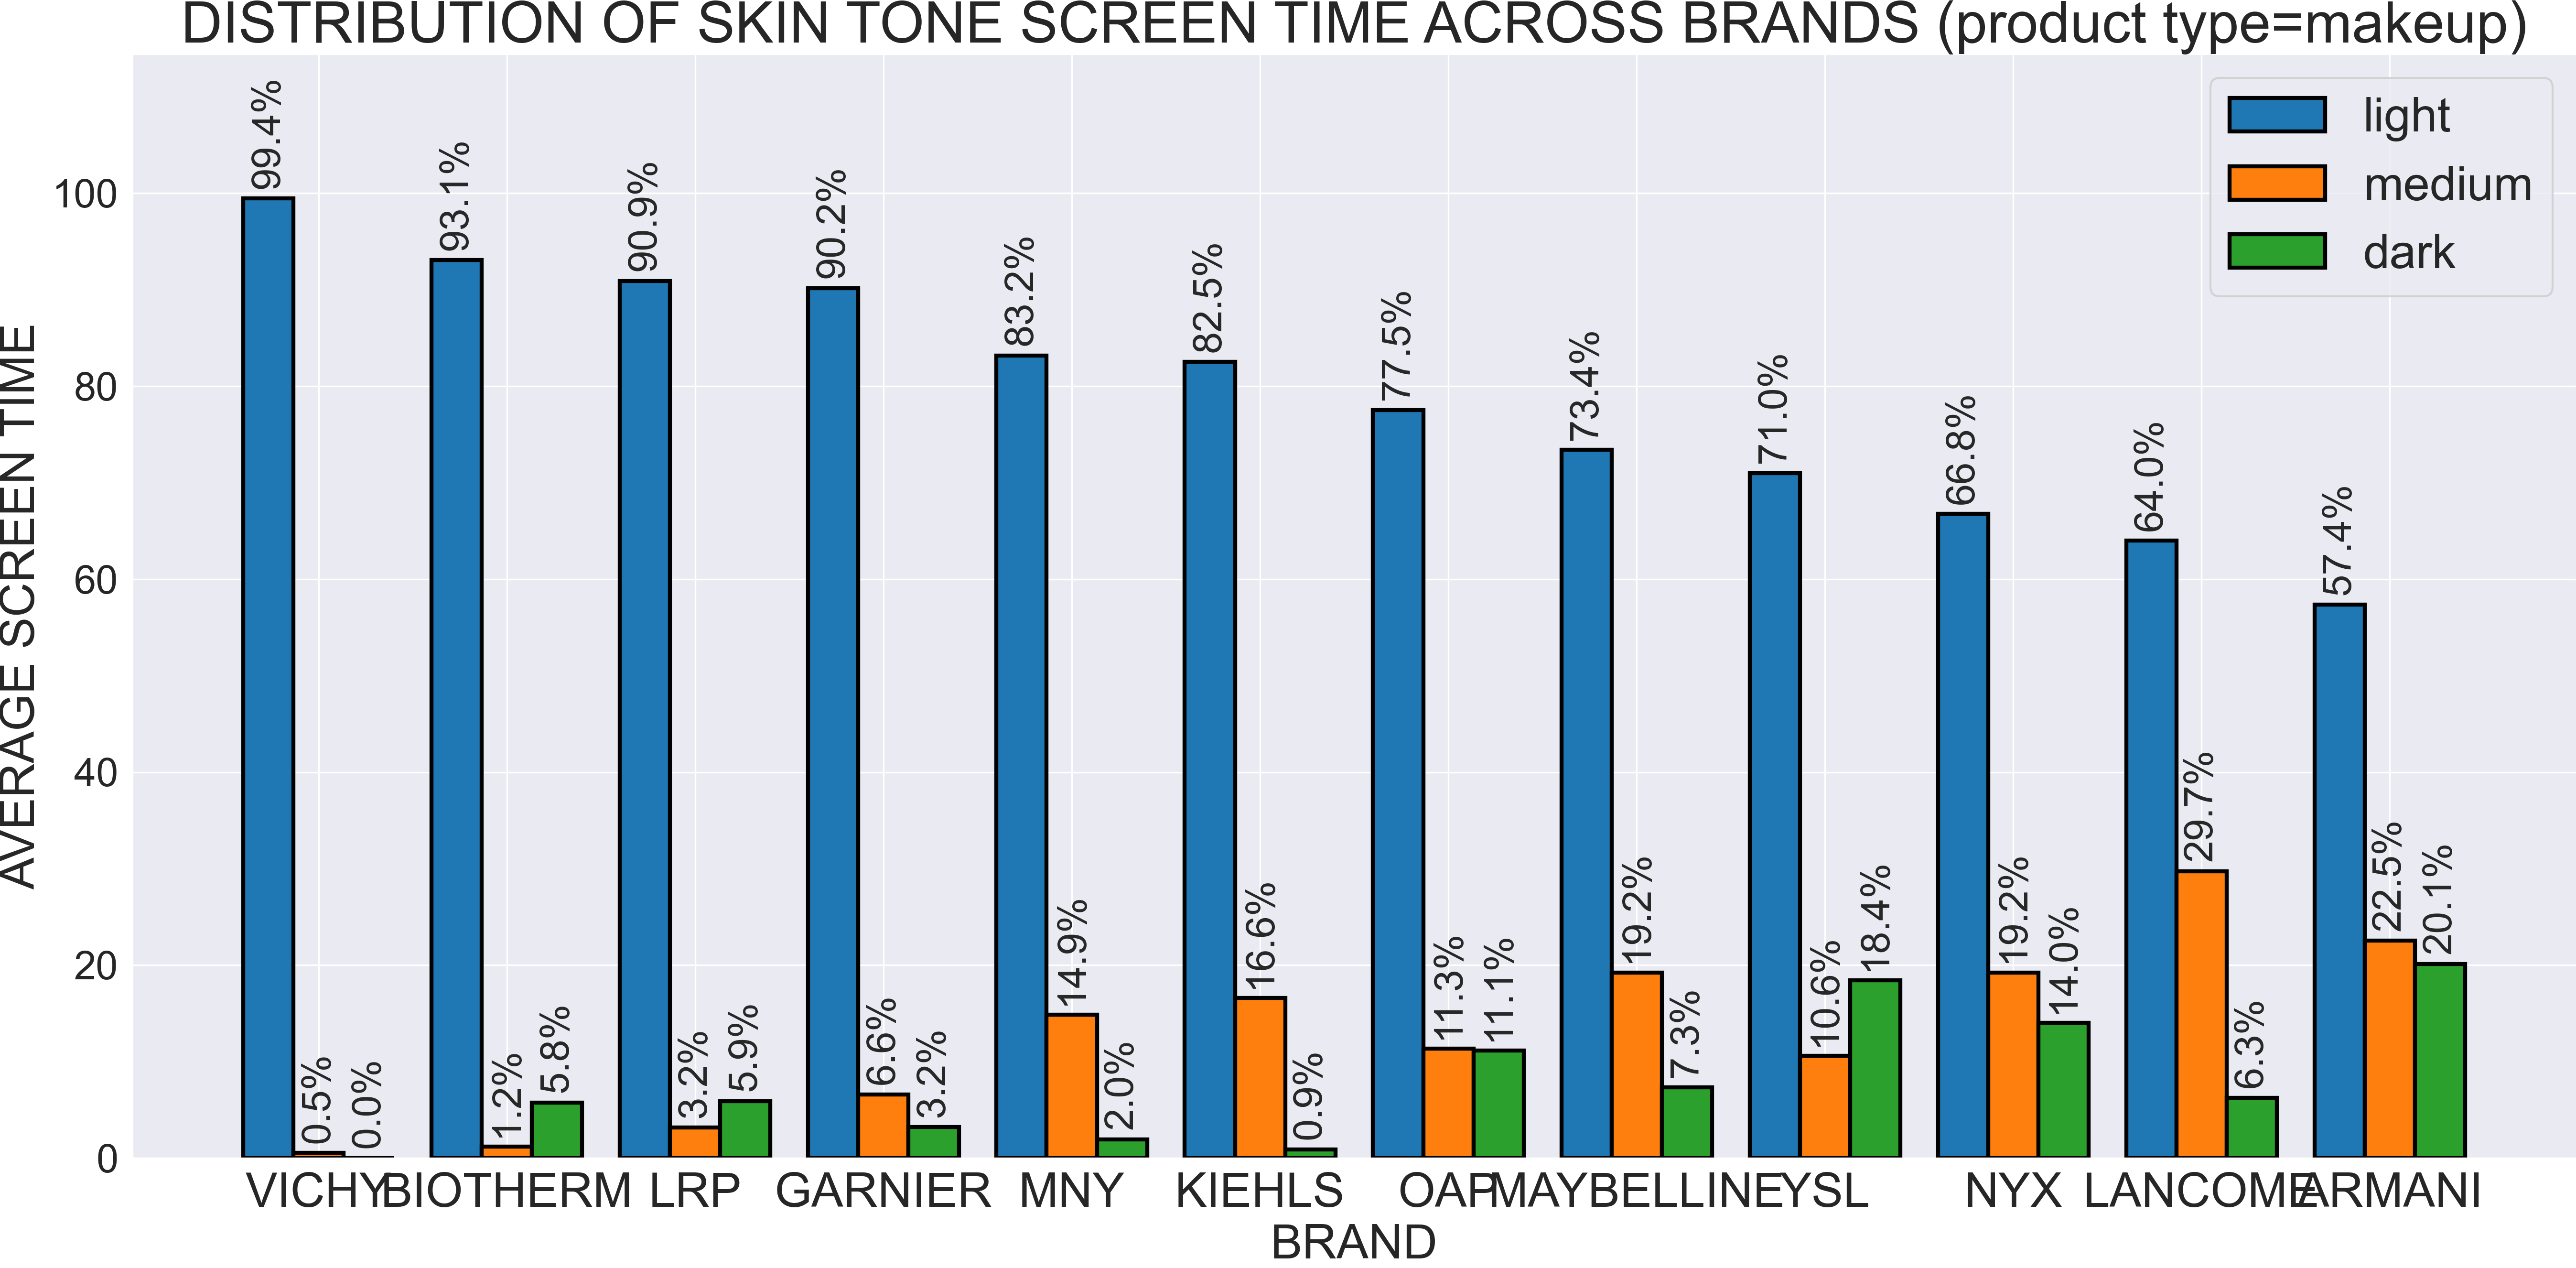 DISTRIBUTION OF SKIN TONE SCREEN TIME ACROSS BRANDS (product type=makeup)
light
medium
dark
AVERAGE SCREEN TIME
100
80
60
40
20
0
99.4% 0.5% 0.0%
93.1% 1.2% 5.8%
90.9% 3.2% 5.9%
90.2% 6.6% 3.2%
83.2% 14.9% 2.0%
82.5% 16.6% 0.9%
77.5% 11.3% 11.1%
73.4% 19.2% 7.3%
71.0% 10.6% 18.4%
66.8% 19.2% 14.0%
64.0% 29.7% 6.3%
57.4% 22.5% 20.1%
VICHY BIOTHERM LRP GARNIER MNY KIEHLS OAP MAYBELLINE YSL NYX LANCOME ARMANI
BRAND